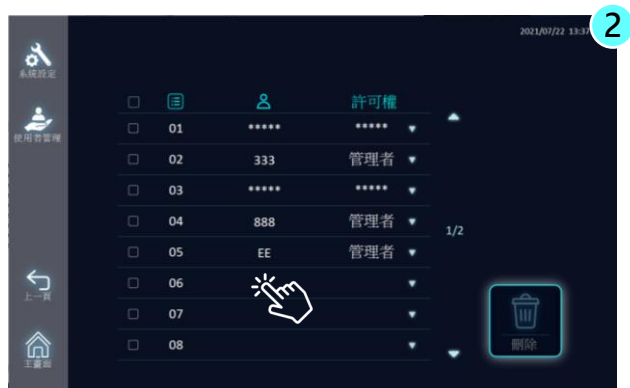 2021/07/22 13:37
2
系統設定
使用者管理
許可權
01 ***** *****
02 333 管理者
03 ***** *****
04 888 管理者
05 EE 管理者
06
07
08
1/2
上一頁
主畫面
刪除